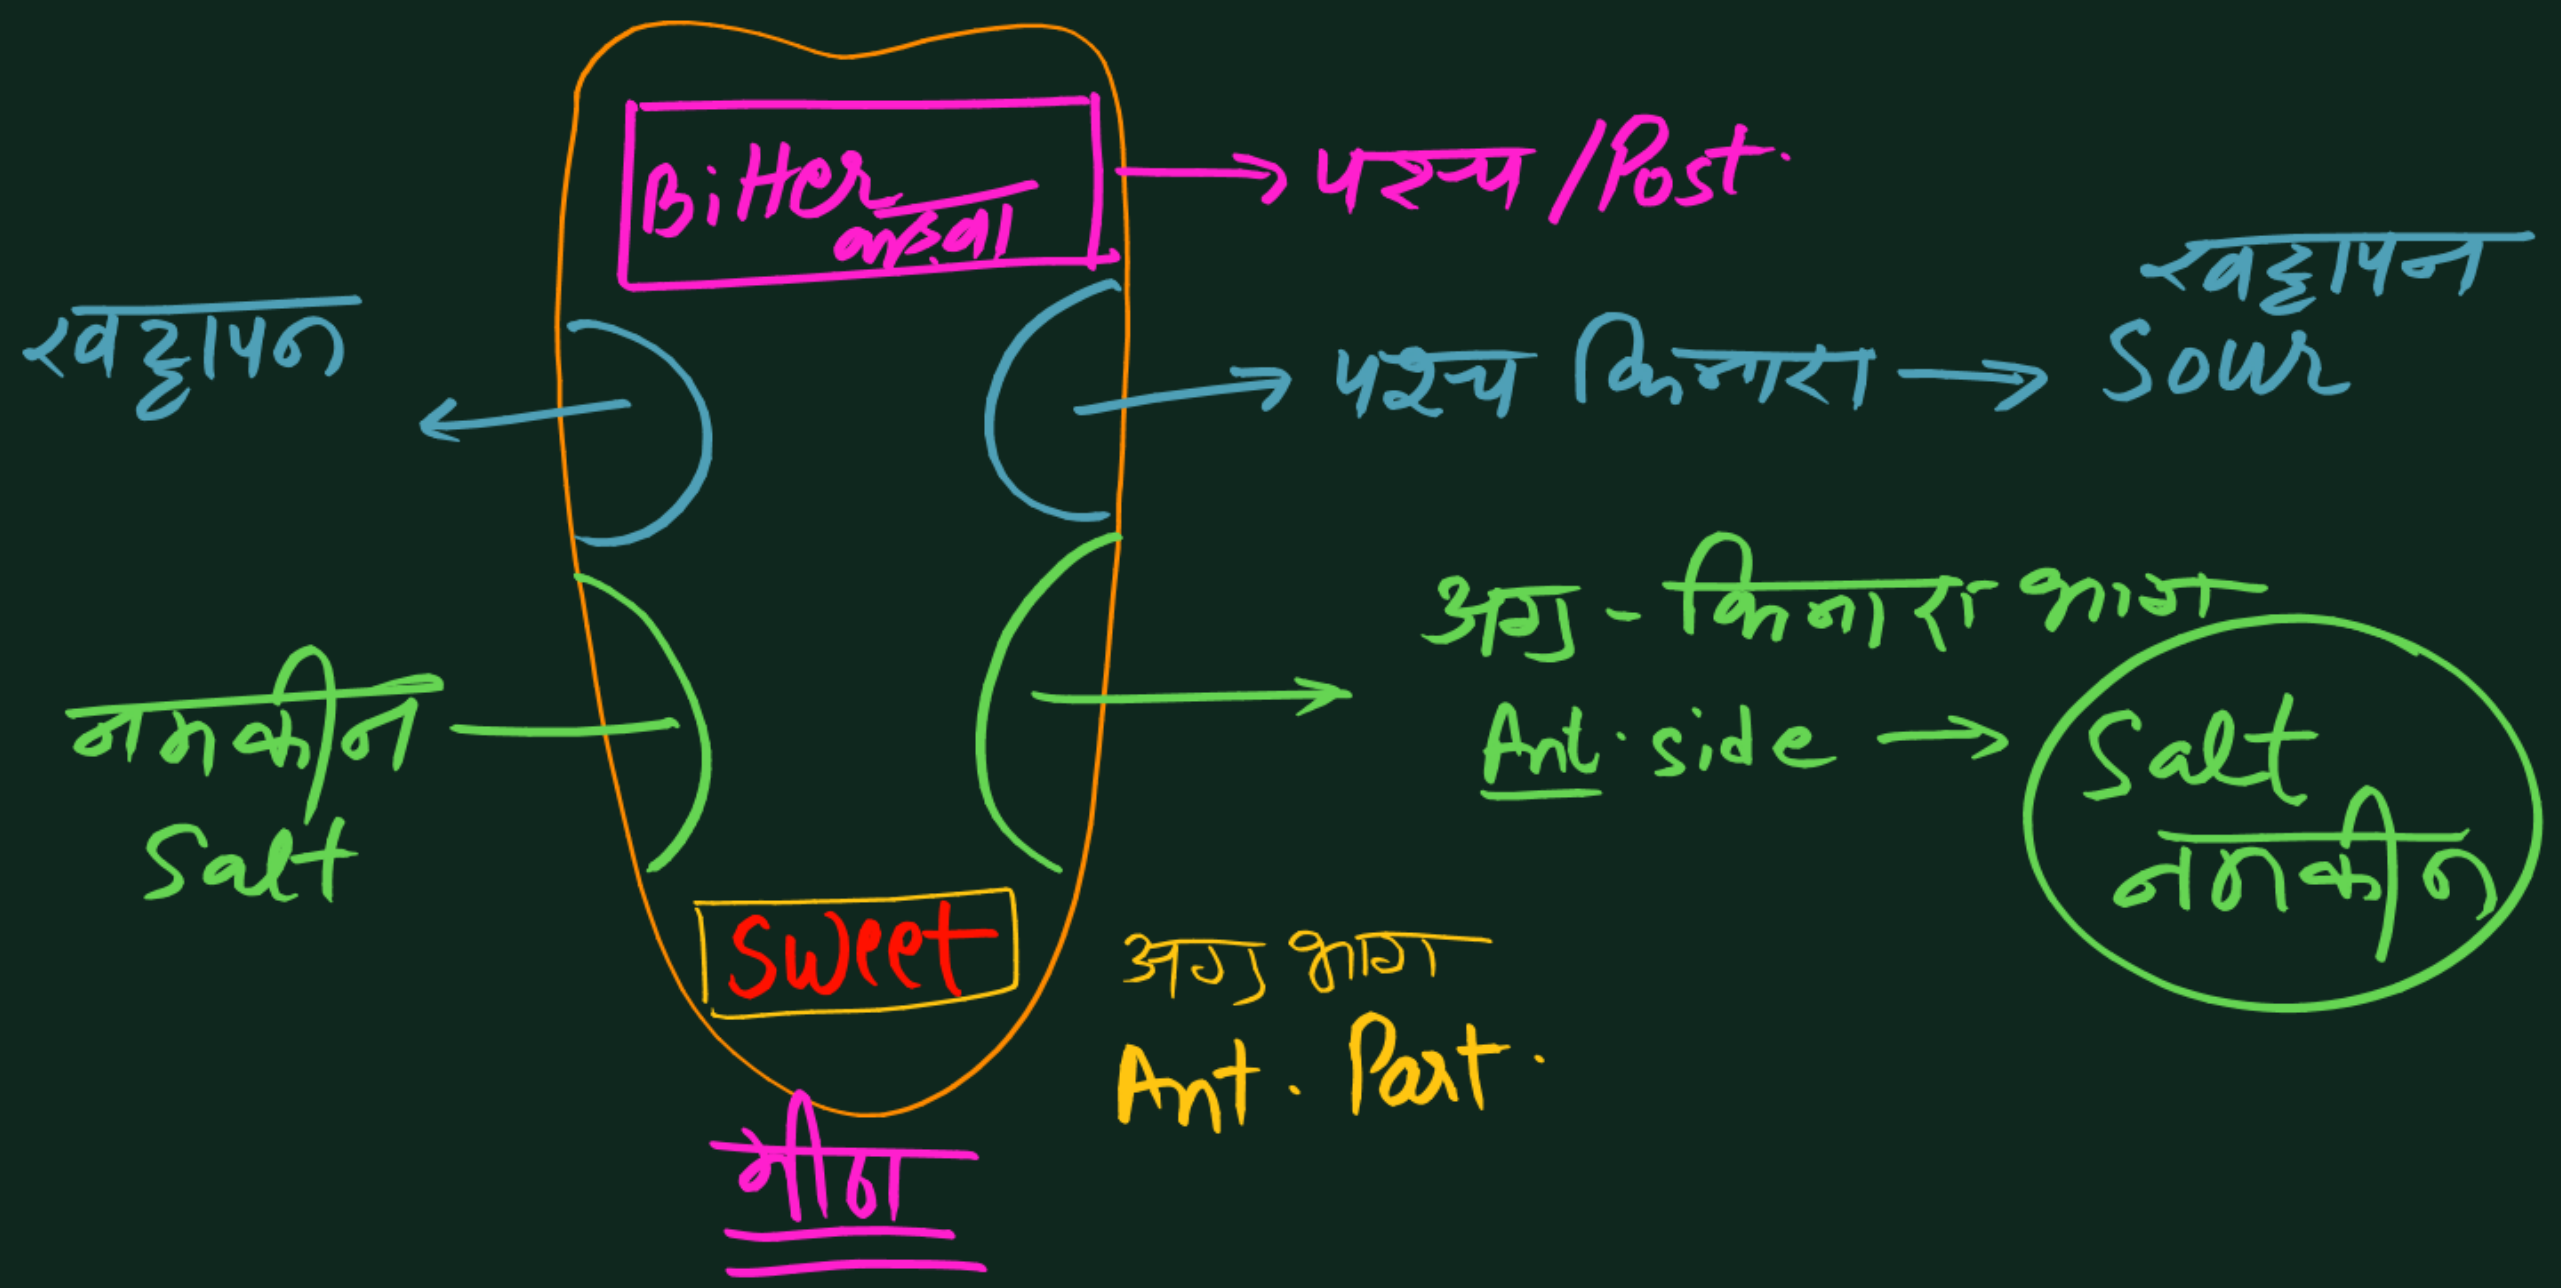 Bitter
कड़वा
पश्च / Post.
खट्टापन
खट्टापन
पश्च किनारा → Sour
अग्र - किनारा भाग
Ant. side → Salt
नमकीन
नमकीन
Salt
Sweet
अग्र भाग
Ant. Part.
मीठा